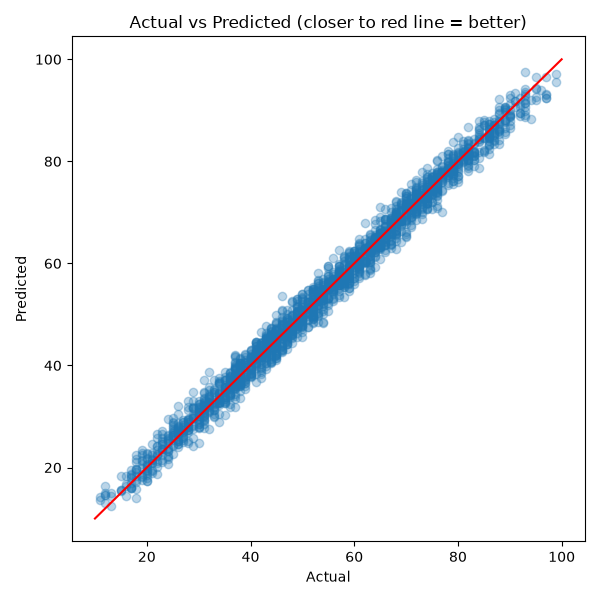 Actual vs Predicted (closer to red line = better)
100
80
60
40
20
Predicted
20 40 60 80 100
Actual